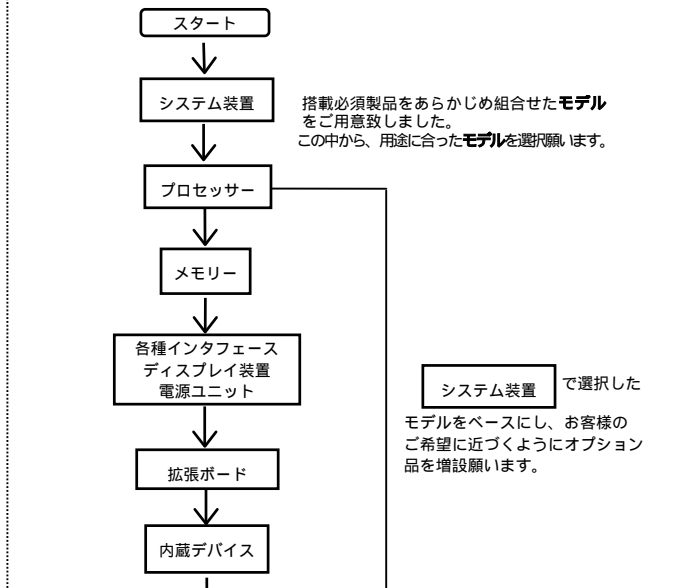 スタート
システム装置
搭載必須製品をあらかじめ組合せたモデル
をご用意致しました。
この中から、用途に合ったモデルを選択願います。
プロセッサー
メモリー
各種インタフェース
ディスプレイ装置
電源ユニット
システム装置 で選択した
モデルをベースにし、お客様の
ご希望に近づくようにオプション
品を増設願います。
拡張ボード
内蔵デバイス